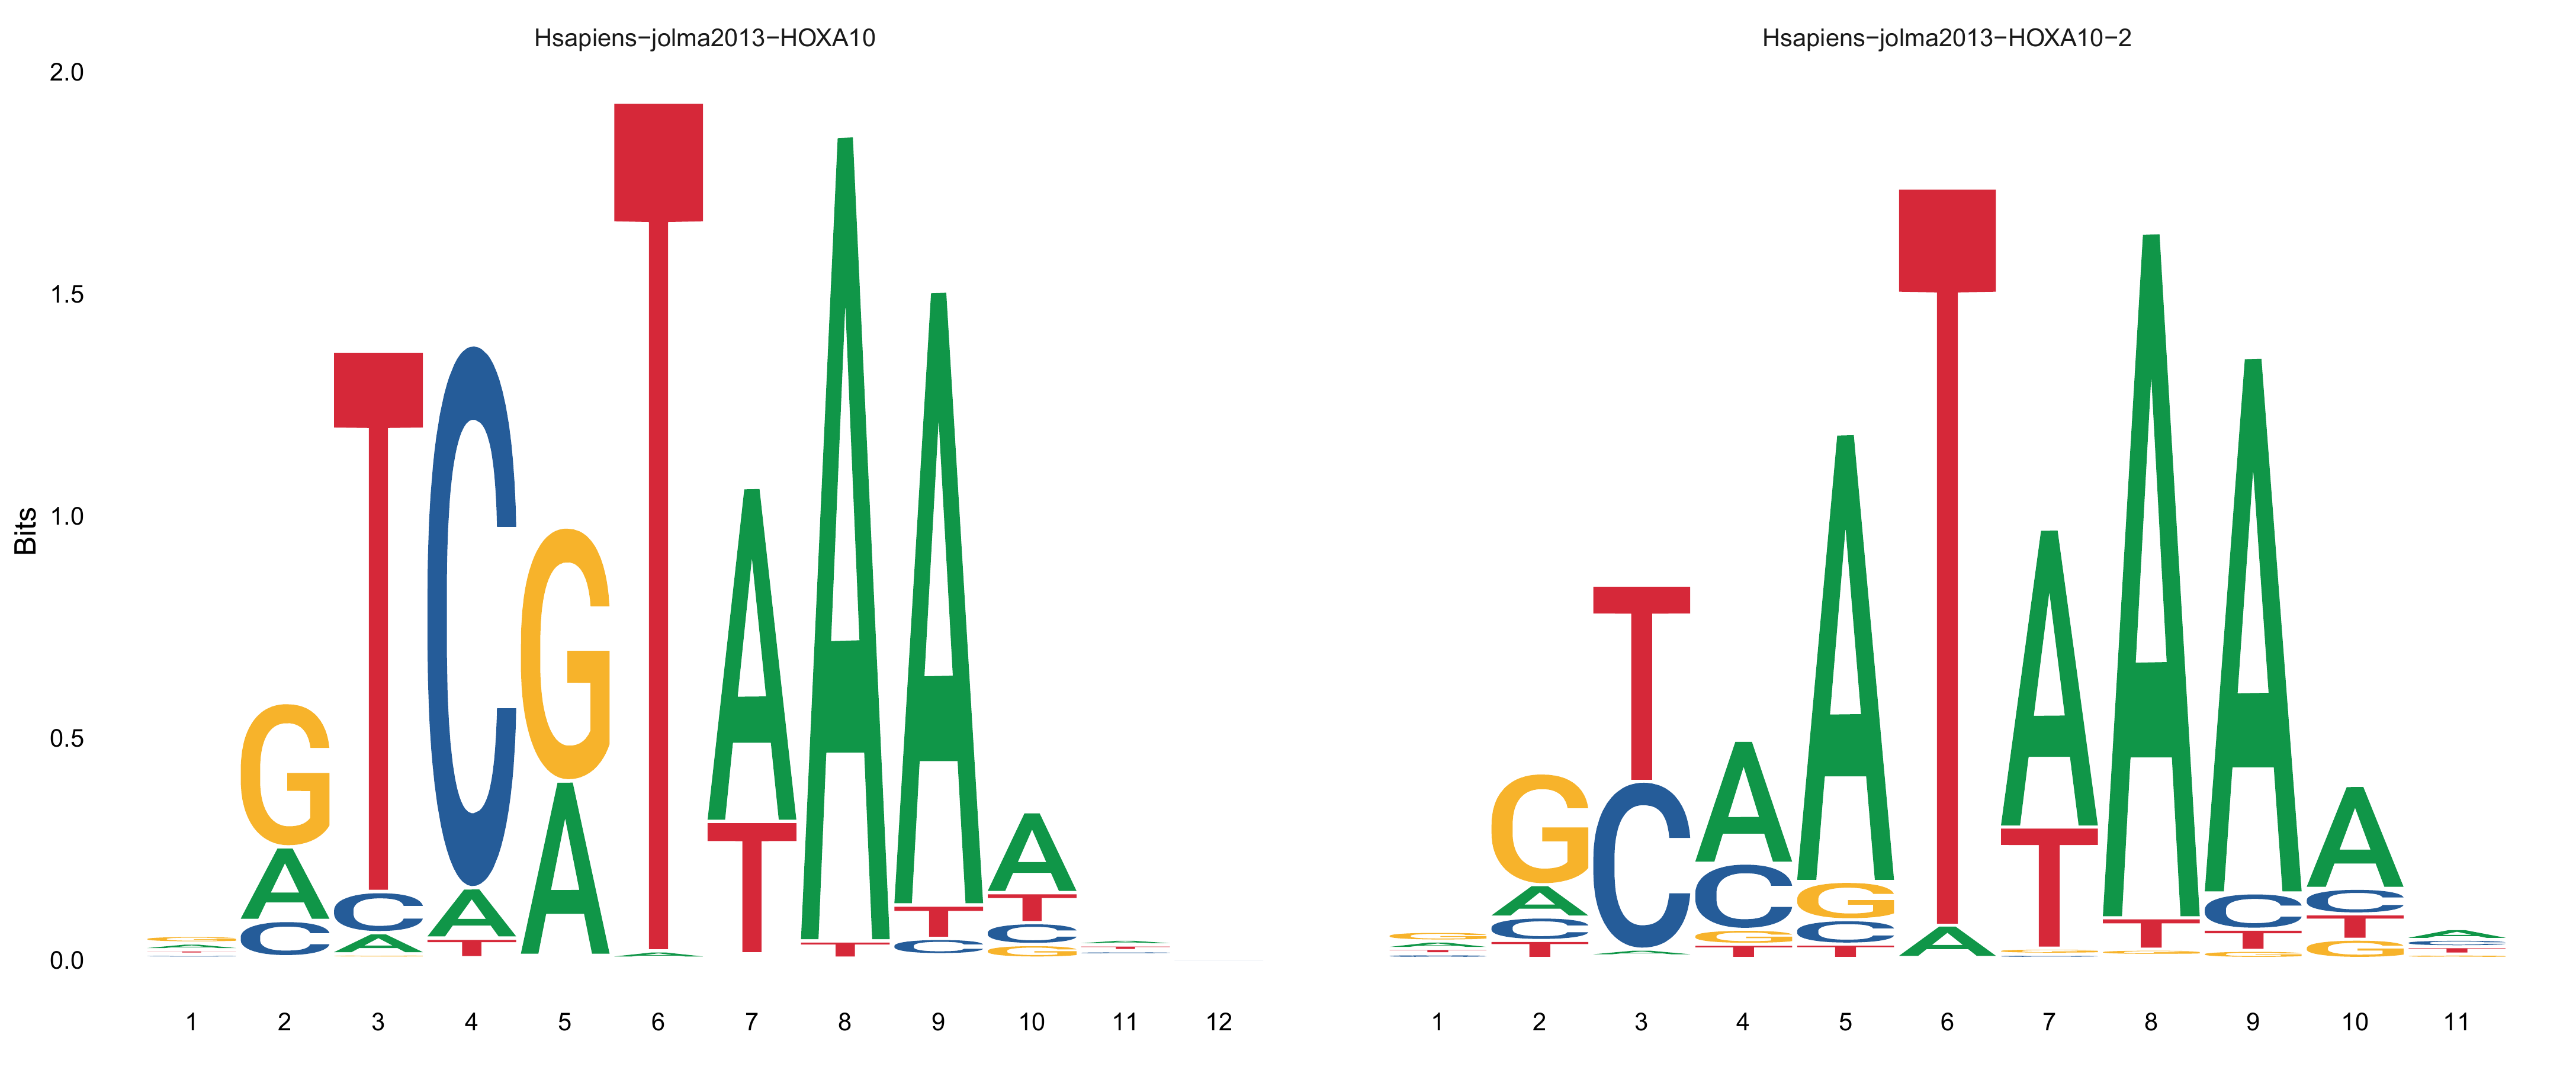 Hsapiens−jolma2013−HOXA10
Hsapiens−jolma2013−HOXA10−2
2.0
1.5
1.0
0.5
0.0
Bits
G A T C
G A C
T C A G
C A T
G A
T A
A T
A T
A T C
A T C G
A T C
1 2 3 4 5 6 7 8 9 10 11 12
G A T C
G A C T
T C A
A C G T
A G C T
T A
A T G C
A T G
A C T G
A C T G
A C T G
1 2 3 4 5 6 7 8 9 10 11